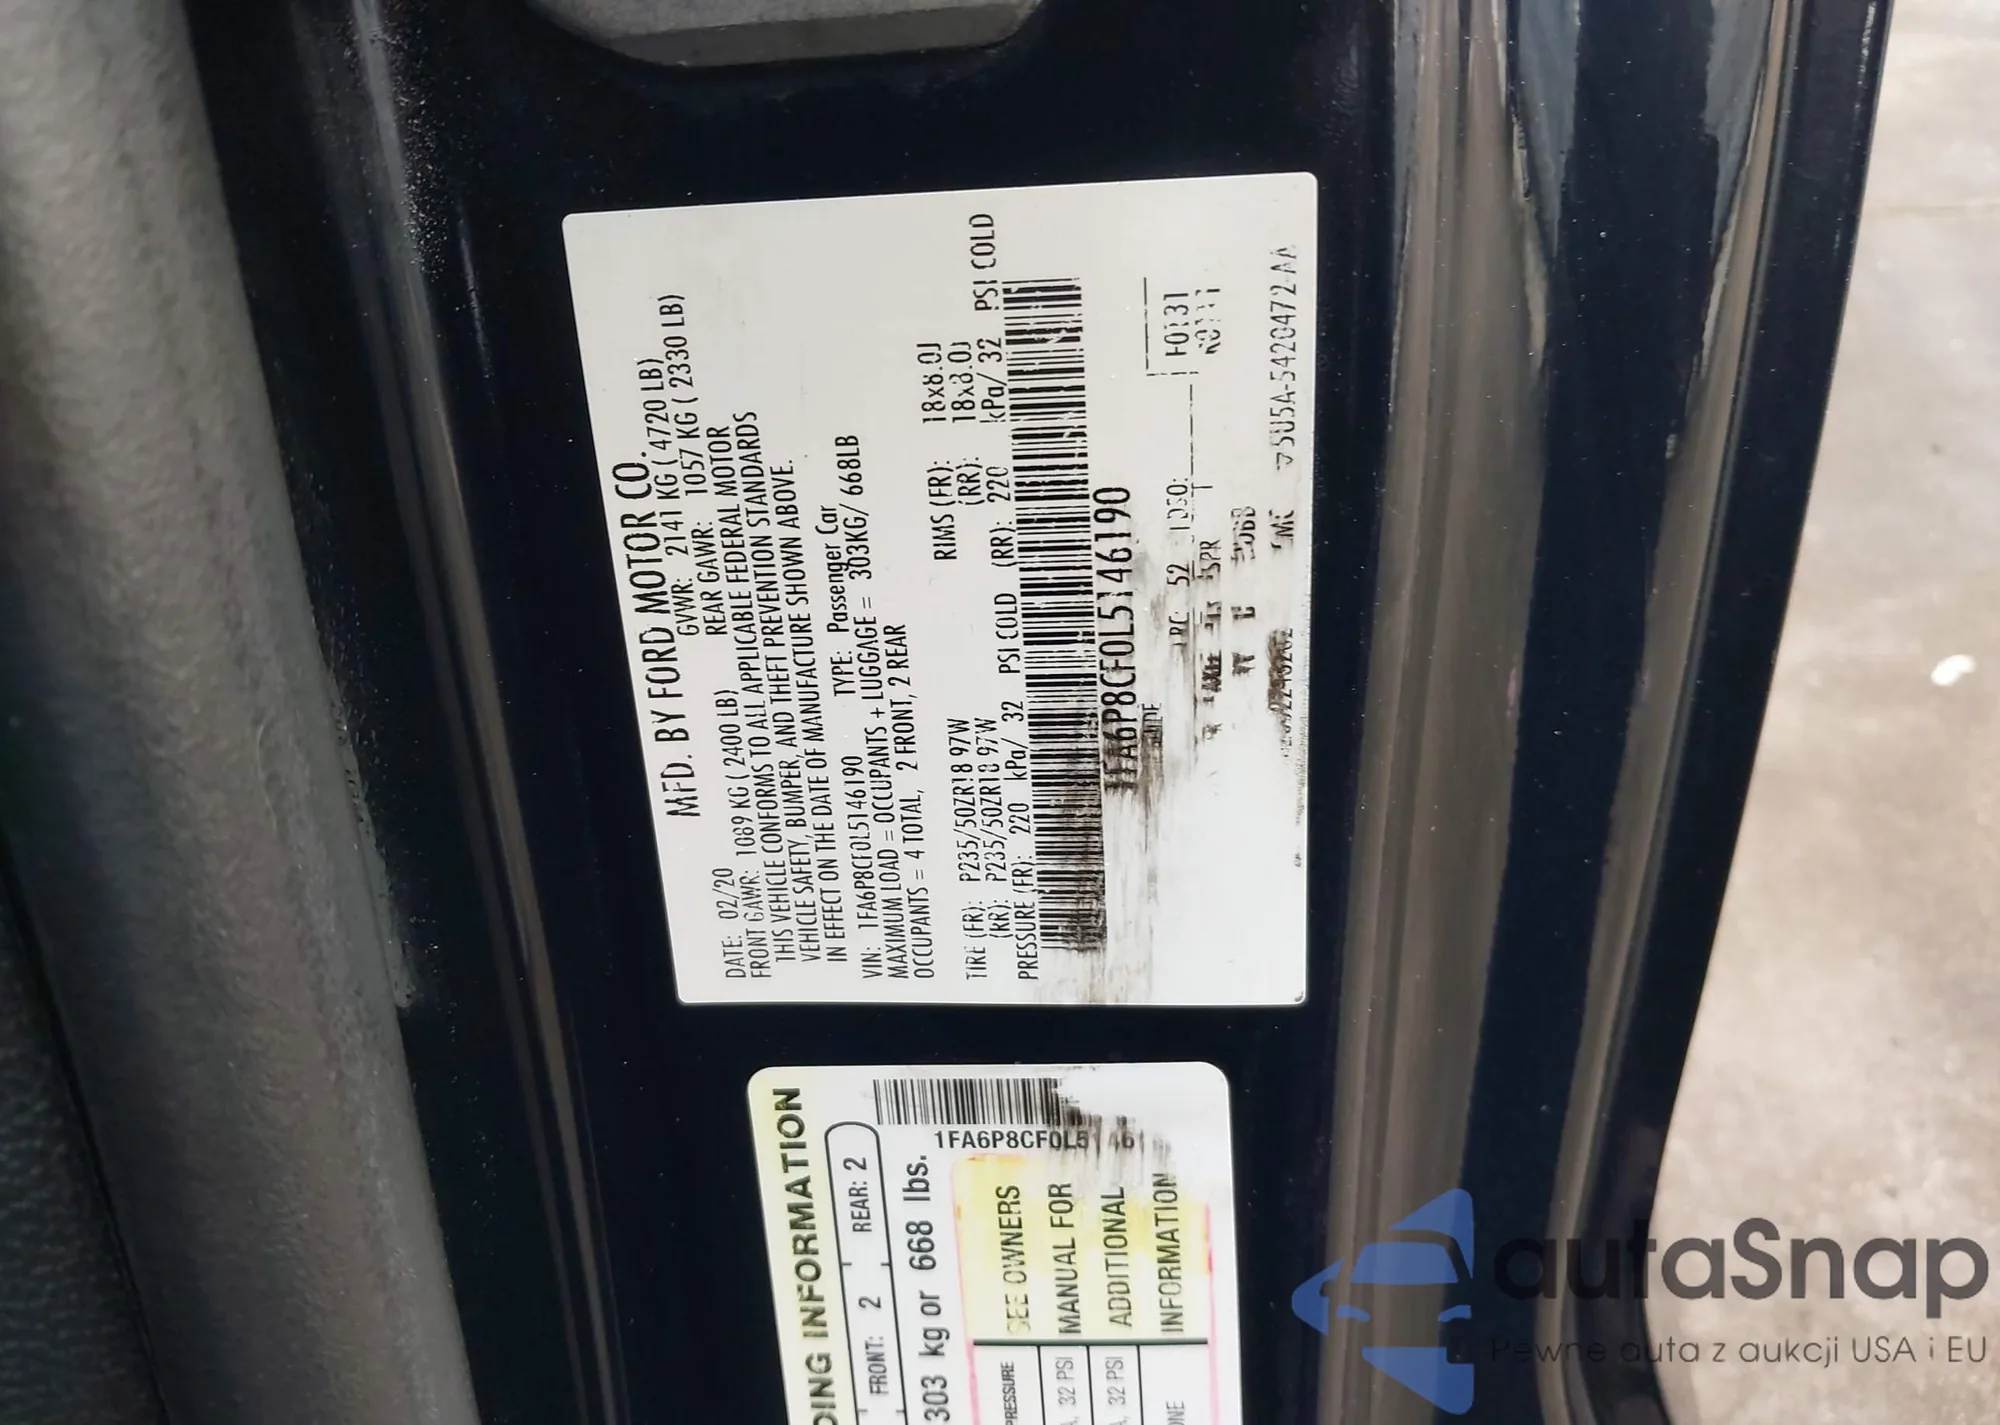 MFD. BY FORD MOTOR CO.
DATE: 02/20 GVWR: 2141 KG ( 4720 LB)
FRONT GAWR: 1089 KG ( 2400 LB) REAR GAWR: 1057 KG ( 2330 LB)
THIS VEHICLE CONFORMS TO ALL APPLICABLE FEDERAL MOTOR
VEHICLE SAFETY, BUMPER, AND THEFT PREVENTION STANDARDS
IN EFFECT ON THE DATE OF MANUFACTURE SHOWN ABOVE.
VIN: 1FA6P8CF0L5146190 TYPE: Passenger Car
MAXIMUM LOAD = OCCUPANTS + LUGGAGE = 303KG/ 668LB
OCCUPANTS = 4 TOTAL, 2 FRONT, 2 REAR
TIRE (FR): P235/50ZR18 97W RIMS (FR): 18x8.0J
(RR): P235/50ZR18 97W (RR): 18x8.0J
PRESSURE (FR): 220 kPa/ 32 PSI COLD (RR): 220 kPa/ 32 PSI COLD
1FA6P8CF0L5146190
F0131
52
SPR
5U5A-5420472-AA
DING INFORMATION
FRONT: 2 REAR: 2
303 kg or 668 lbs.
1FA6P8CF0L5146
PRESSURE SEE OWNERS
32 PSI MANUAL FOR
32 PSI ADDITIONAL
INFORMATION
autaSnap
Pewne auta z aukcji USA i EU